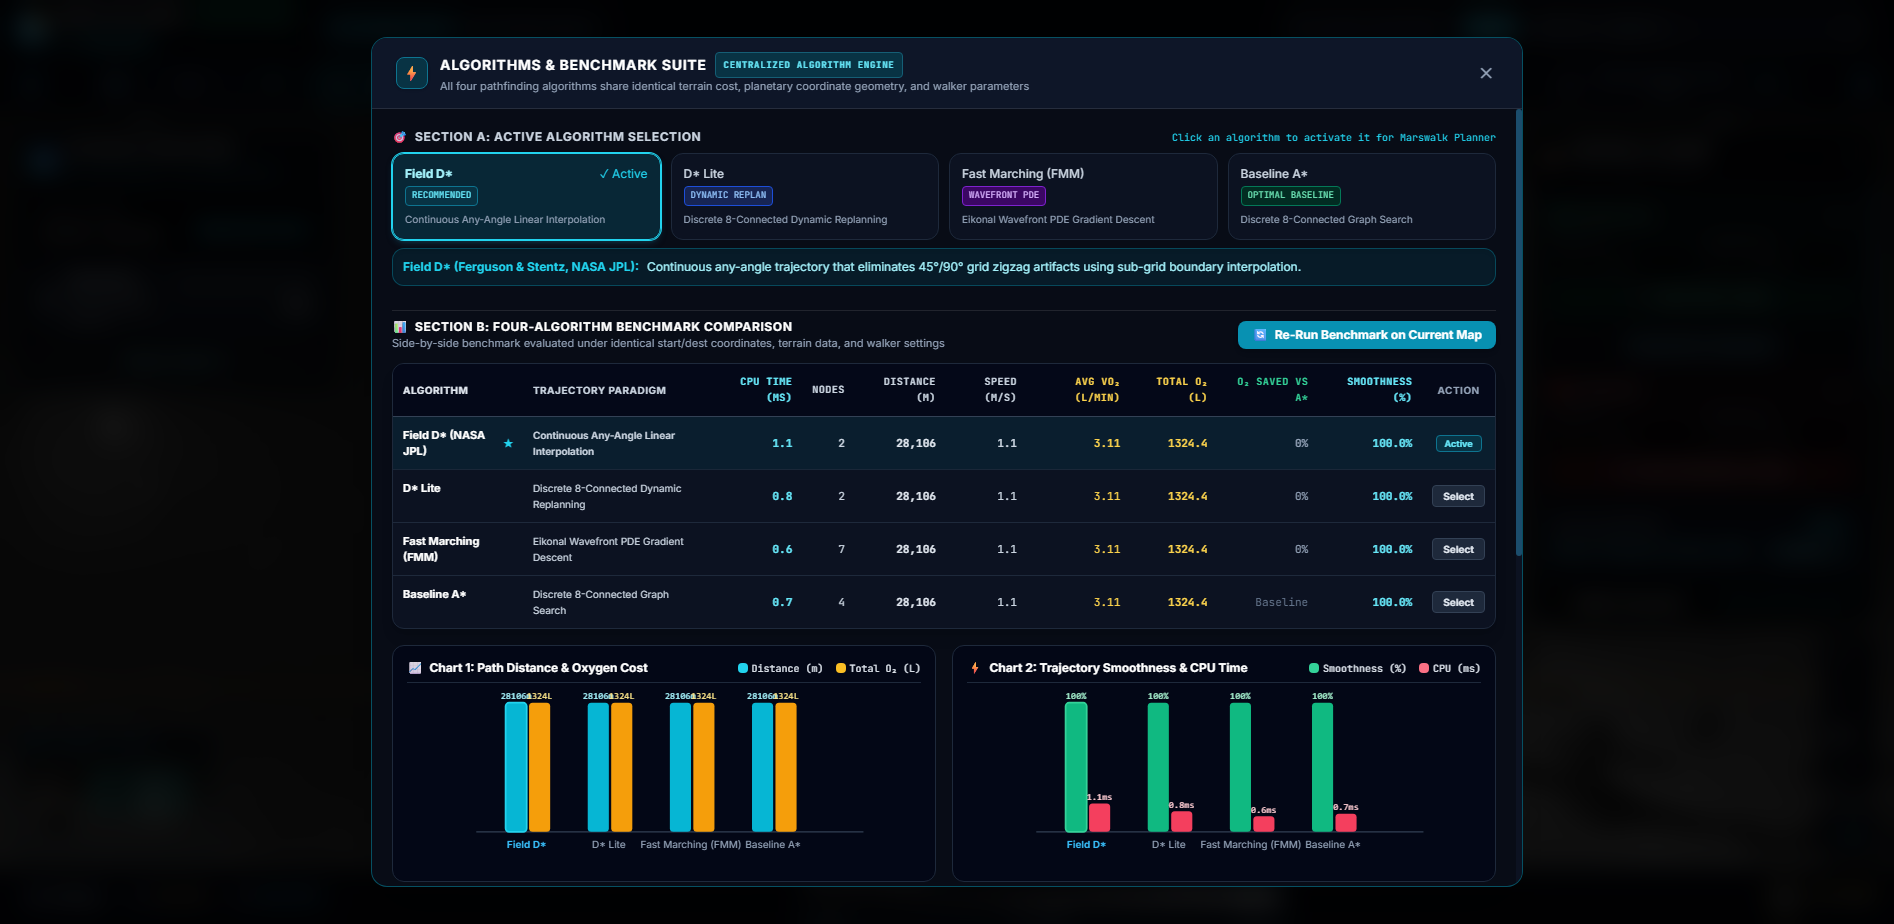 ALGORITHMS & BENCHMARK SUITE
CENTRALIZED ALGORITHM ENGINE
All four pathfinding algorithms share identical terrain cost, planetary coordinate geometry, and walker parameters
SECTION A: ACTIVE ALGORITHM SELECTION
Click an algorithm to activate it for Marswalk Planner
Field D*
✓ Active
RECOMMENDED
Continuous Any-Angle Linear Interpolation
D* Lite
DYNAMIC REPLAN
Discrete 8-Connected Dynamic Replanning
Fast Marching (FMM)
WAVEFRONT PDE
Eikonal Wavefront PDE Gradient Descent
Baseline A*
OPTIMAL BASELINE
Discrete 8-Connected Graph Search
Field D* (Ferguson & Stentz, NASA JPL): Continuous any-angle trajectory that eliminates 45°/90° grid zigzag artifacts using sub-grid boundary interpolation.
SECTION B: FOUR-ALGORITHM BENCHMARK COMPARISON
Side-by-side benchmark evaluated under identical start/dest coordinates, terrain data, and walker settings
Re-Run Benchmark on Current Map
ALGORITHM
TRAJECTORY PARADIGM
CPU TIME
(MS)
NODES
DISTANCE
(M)
SPEED
(M/S)
AVG VO₂
(L/MIN)
TOTAL O₂
(L)
O₂ SAVED VS
A*
SMOOTHNESS
(%)
ACTION
Field D* (NASA
JPL)
★
Continuous Any-Angle Linear
Interpolation
1.1
2
28,106
1.1
3.11
1324.4
0%
100.0%
Active
D* Lite
Discrete 8-Connected Dynamic
Replanning
0.8
2
28,106
1.1
3.11
1324.4
0%
100.0%
Select
Fast Marching
(FMM)
Eikonal Wavefront PDE Gradient
Descent
0.6
7
28,106
1.1
3.11
1324.4
0%
100.0%
Select
Baseline A*
Discrete 8-Connected Graph
Search
0.7
4
28,106
1.1
3.11
1324.4
Baseline
100.0%
Select
Chart 1: Path Distance & Oxygen Cost
Distance (m)
Total O₂ (L)
28106m 1324L
28106m 1324L
28106m 1324L
28106m 1324L
Field D*
D* Lite
Fast Marching (FMM)
Baseline A*
Chart 2: Trajectory Smoothness & CPU Time
Smoothness (%)
CPU (ms)
100%
1.1ms
100%
0.8ms
100%
0.6ms
100%
0.7ms
Field D*
D* Lite
Fast Marching (FMM)
Baseline A*